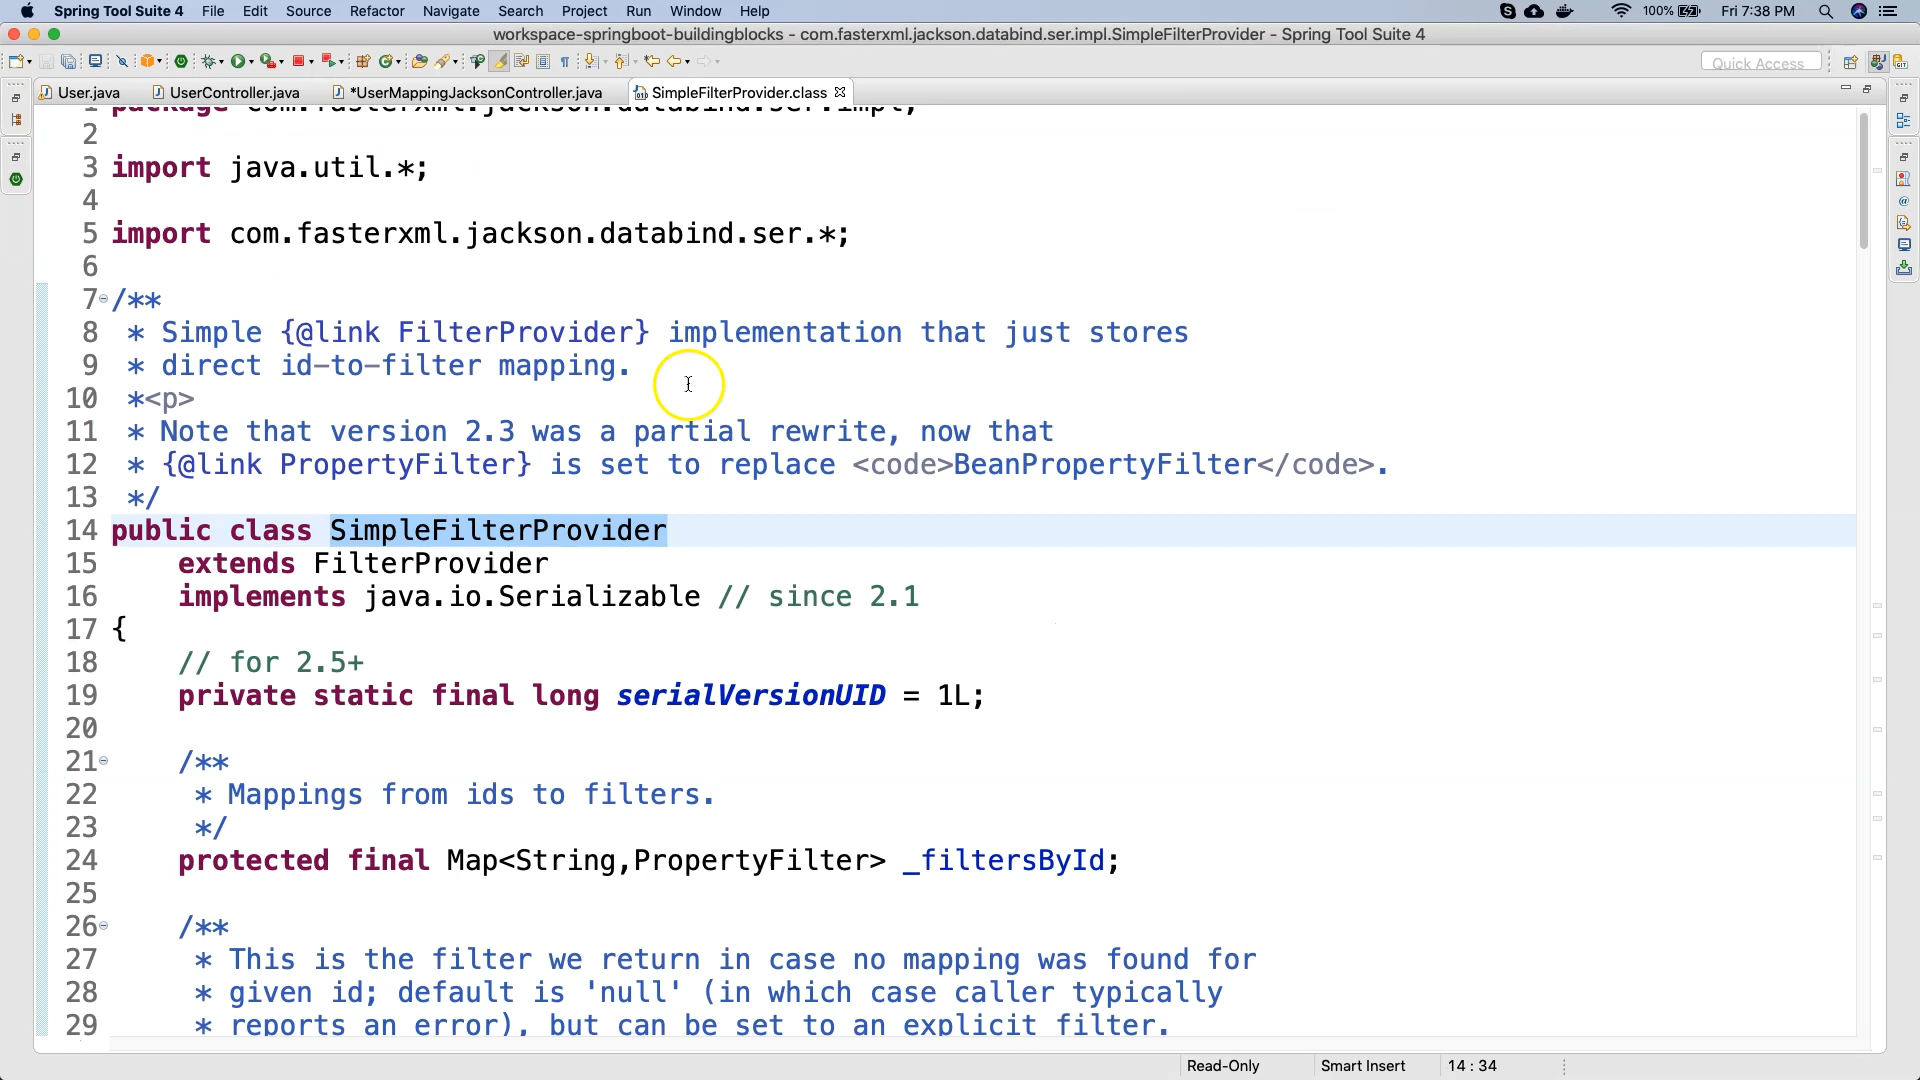 Spring Tool Suite 4 File Edit Source Refactor Navigate Search Project Run Window Help 100% Fri 7:38 PM
workspace-springboot-buildingblocks - com.fasterxml.jackson.databind.ser.impl.SimpleFilterProvider - Spring Tool Suite 4
Quick Access
User.java UserController.java *UserMappingJacksonController.java SimpleFilterProvider.class
1 package com.fasterxml.jackson.databind.ser.impl;
2
3 import java.util.*;
4
5 import com.fasterxml.jackson.databind.ser.*;
6
7 /**
8 * Simple {@link FilterProvider} implementation that just stores
9 * direct id-to-filter mapping.
10 *<p>
11 * Note that version 2.3 was a partial rewrite, now that
12 * {@link PropertyFilter} is set to replace <code>BeanPropertyFilter</code>.
13 */
14 public class SimpleFilterProvider
15 extends FilterProvider
16 implements java.io.Serializable // since 2.1
17 {
18 // for 2.5+
19 private static final long serialVersionUID = 1L;
20
21 /**
22 * Mappings from ids to filters.
23 */
24 protected final Map<String,PropertyFilter> _filtersById;
25
26 /**
27 * This is the filter we return in case no mapping was found for
28 * given id; default is 'null' (in which case caller typically
29 * reports an error), but can be set to an explicit filter.
Read-Only Smart Insert 14 : 34